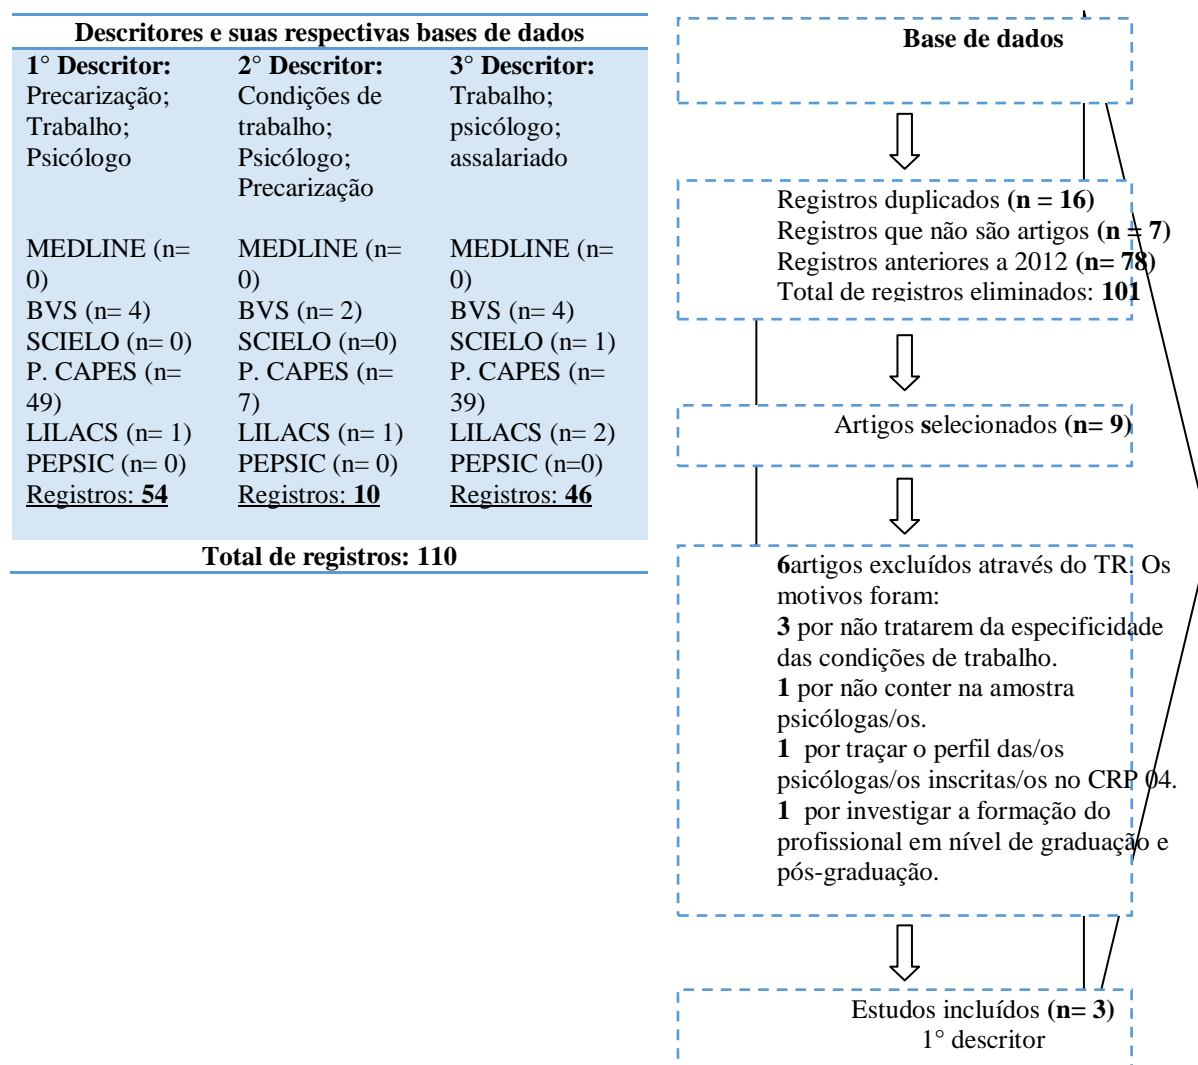 Descritores e suas respectivas bases de dados
1° Descritor:
Precarização;
Trabalho;
Psicólogo
MEDLINE (n=
0)
BVS (n= 4)
SCIELO (n= 0)
P. CAPES (n=
49)
LILACS (n= 1)
PEPSIC (n= 0)
Registros: 54
2° Descritor:
Condições de
trabalho;
Psicólogo;
Precarização
MEDLINE (n=
0)
BVS (n= 2)
SCIELO (n=0)
P. CAPES (n=
7)
LILACS (n= 1)
PEPSIC (n= 0)
Registros: 10
3° Descritor:
Trabalho;
psicólogo;
assalariado
MEDLINE (n=
0)
BVS (n= 4)
SCIELO (n= 1)
P. CAPES (n=
39)
LILACS (n= 2)
PEPSIC (n=0)
Registros: 46
Total de registros: 110
Base de dados
Registros duplicados (n = 16)
Registros que não são artigos (n = 7)
Registros anteriores a 2012 (n= 78)
Total de registros eliminados: 101
Artigos selecionados (n= 9)
6artigos excluídos através do TR. Os
motivos foram:
3 por não tratarem da especificidade
das condições de trabalho.
1 por não conter na amostra
psicólogas/os.
1 por traçar o perfil das/os
psicólogas/os inscritas/os no CRP 04.
1 por investigar a formação do
profissional em nível de graduação e
pós-graduação.
Estudos incluídos (n= 3)
1° descritor